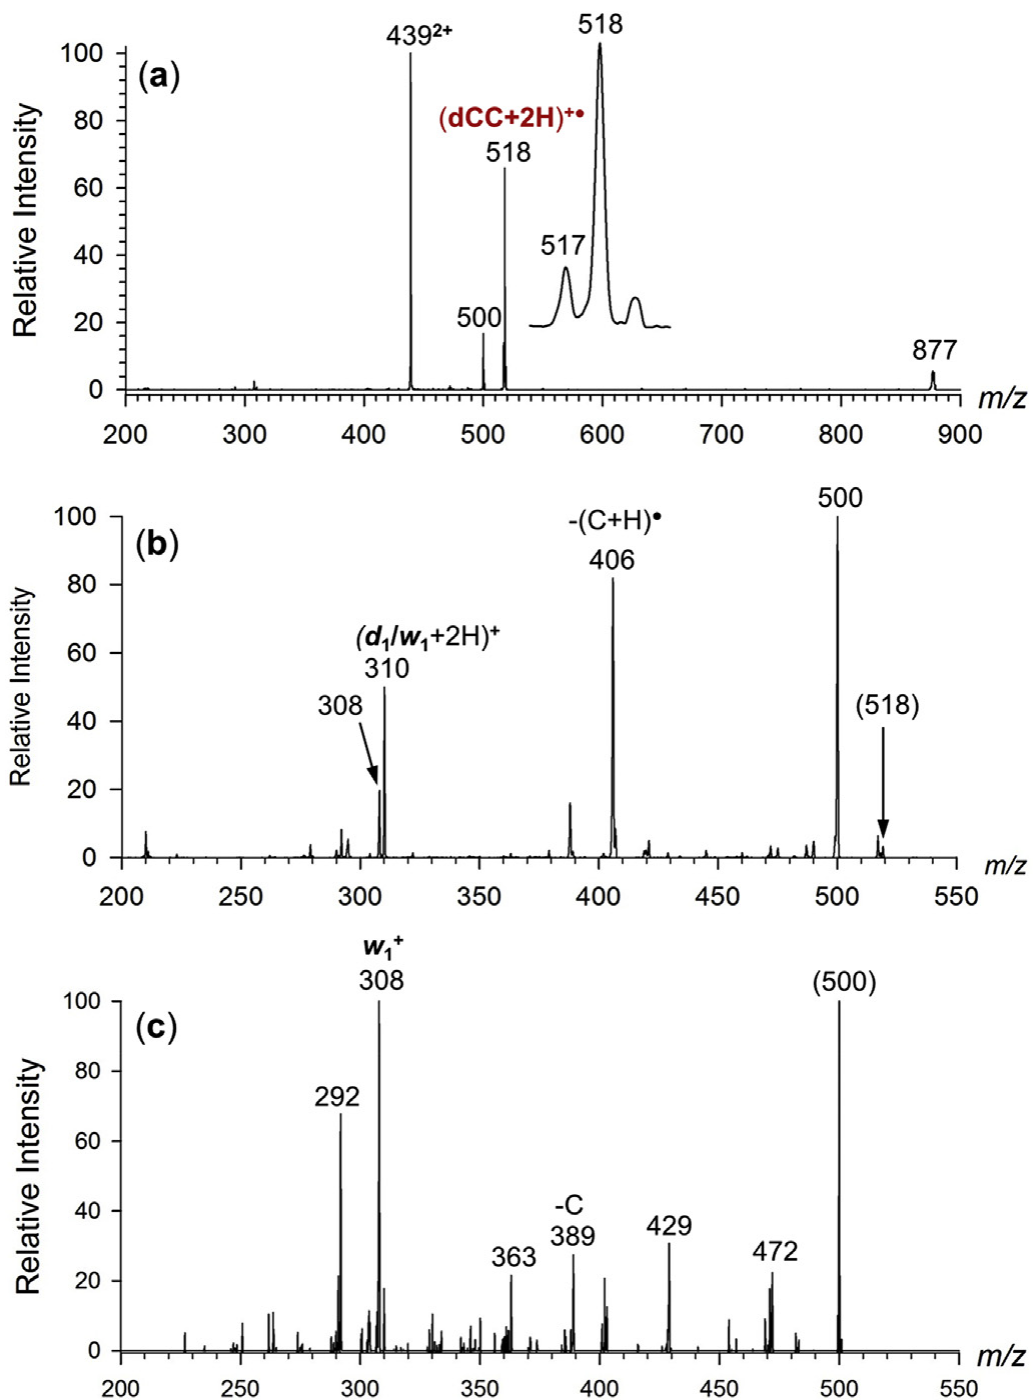 (a)
439²⁺
518
(dCC+2H)⁺•
518
517
500
877
Relative Intensity
100
80
60
40
20
0
200 300 400 500 600 700 800 900
m/z
(b)
500
-(C+H)•
406
(d₁/w₁+2H)⁺
310
308
(518)
Relative Intensity
100
80
60
40
20
0
200 250 300 350 400 450 500 550
m/z
(c)
w₁⁺
308
(500)
292
-C
389
363
429
472
Relative Intensity
100
80
60
40
20
0
200 250 300 350 400 450 500 550
m/z